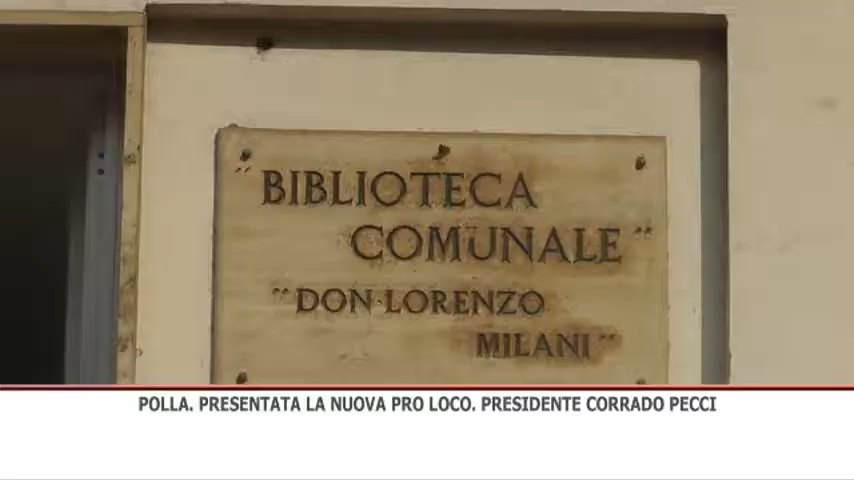 "BIBLIOTECA
COMUNALE"
"DON LORENZO
MILANI"
POLLA. PRESENTATA LA NUOVA PRO LOCO. PRESIDENTE CORRADO PECCI